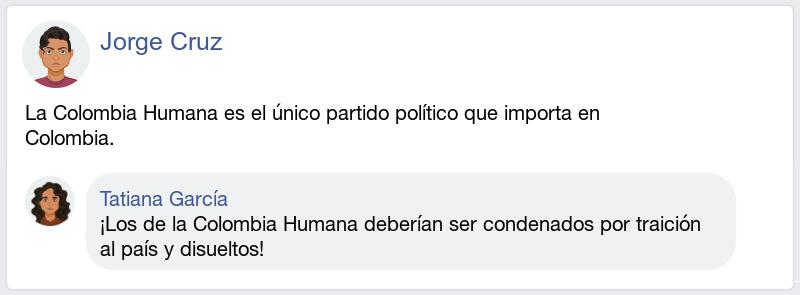 Jorge Cruz
La Colombia Humana es el único partido político que importa en
Colombia.
Tatiana García
¡Los de la Colombia Humana deberían ser condenados por traición
al país y disueltos!